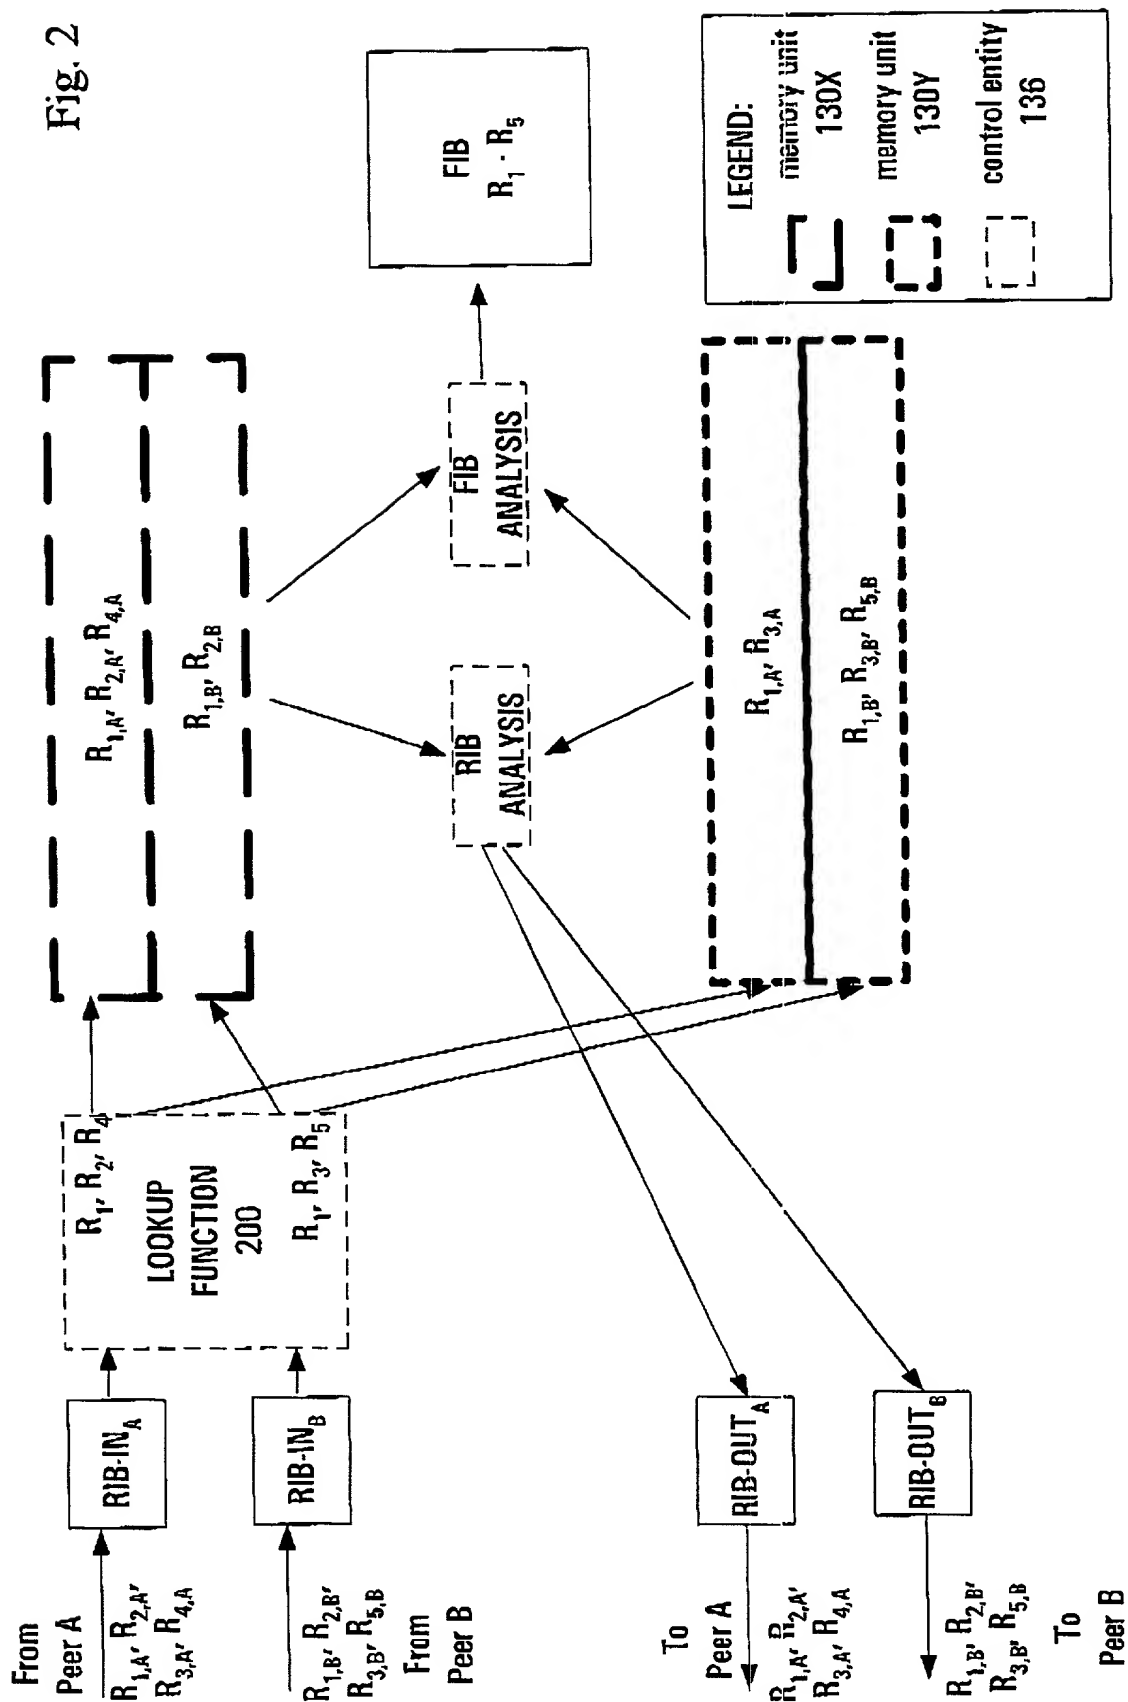 Fig. 2
From
Peer A
R1,A, R2,A,
R3,A, R4,A
RIB-INA
R1,B, R2,B,
R3,B, R5,B
From
Peer B
RIB-INB
R1, R2, R4
LOOKUP
FUNCTION
200
R1, R3, R5
R1,A, R2,A, R4,A
R1,B, R2,B
RIB
ANALYSIS
FIB
ANALYSIS
FIB
R1 - R5
R1,A, R3,A
R1,B, R3,B, R5,B
To
Peer A
R1,A, R2,A,
R3,A, R4,A
RIB-OUTA
R1,B, R2,B,
R3,B, R5,B
To
Peer B
RIB-OUTB
LEGEND:
memory unit
130X
memory unit
130Y
control entity
136